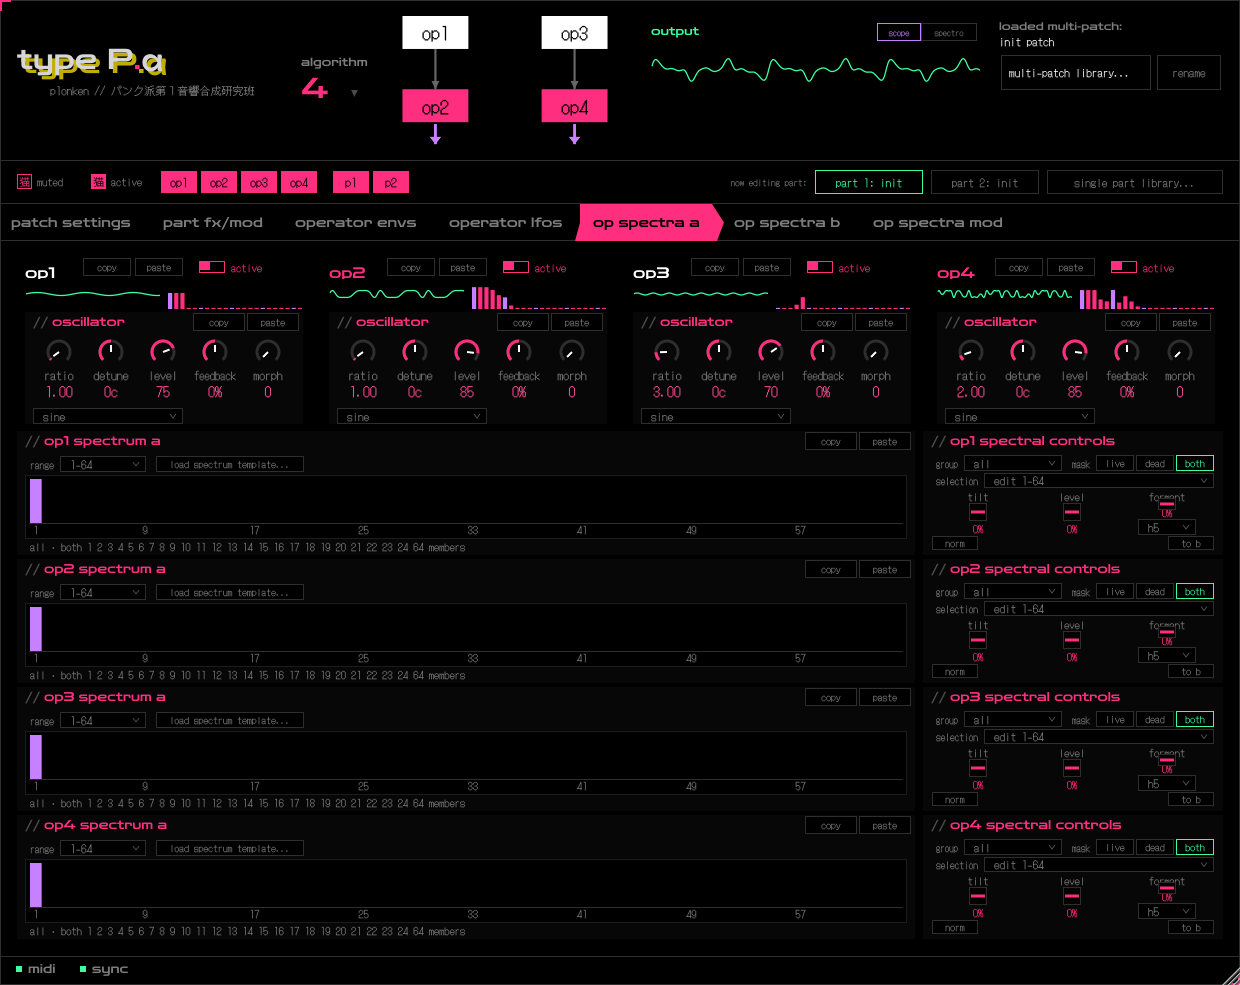 type P.a
plonken // パンク派第1音響合成研究班
algorithm
4
op1
op3
op2
op4
output
scope
spectro
loaded multi-patch:
init patch
multi-patch library...
rename
猫 muted
猫 active
op1 op2 op3 op4 p1 p2
now editing part:
part 1: init
part 2: init
single part library...
patch settings
part fx/mod
operator envs
operator lfos
op spectra a
op spectra b
op spectra mod
op1 copy paste active
// oscillator copy paste
ratio detune level feedback morph
1.00 0c 75 0% 0
sine
op2 copy paste active
// oscillator copy paste
ratio detune level feedback morph
1.00 0c 85 0% 0
sine
op3 copy paste active
// oscillator copy paste
ratio detune level feedback morph
3.00 0c 70 0% 0
sine
op4 copy paste active
// oscillator copy paste
ratio detune level feedback morph
2.00 0c 85 0% 0
sine
// op1 spectrum a copy paste
range 1-64 load spectrum template...
1 9 17 25 33 41 49 57
all · both 1 2 3 4 5 6 7 8 9 10 11 12 13 14 15 16 17 18 19 20 21 22 23 24 64 members
// op1 spectral controls
group all mask live dead both
selection edit 1-64
tilt level formant
0% 0% 0%
h5
norm to b
// op2 spectrum a copy paste
range 1-64 load spectrum template...
1 9 17 25 33 41 49 57
all · both 1 2 3 4 5 6 7 8 9 10 11 12 13 14 15 16 17 18 19 20 21 22 23 24 64 members
// op2 spectral controls
group all mask live dead both
selection edit 1-64
tilt level formant
0% 0% 0%
h5
norm to b
// op3 spectrum a copy paste
range 1-64 load spectrum template...
1 9 17 25 33 41 49 57
all · both 1 2 3 4 5 6 7 8 9 10 11 12 13 14 15 16 17 18 19 20 21 22 23 24 64 members
// op3 spectral controls
group all mask live dead both
selection edit 1-64
tilt level formant
0% 0% 0%
h5
norm to b
// op4 spectrum a copy paste
range 1-64 load spectrum template...
1 9 17 25 33 41 49 57
all · both 1 2 3 4 5 6 7 8 9 10 11 12 13 14 15 16 17 18 19 20 21 22 23 24 64 members
// op4 spectral controls
group all mask live dead both
selection edit 1-64
tilt level formant
0% 0% 0%
h5
norm to b
midi sync